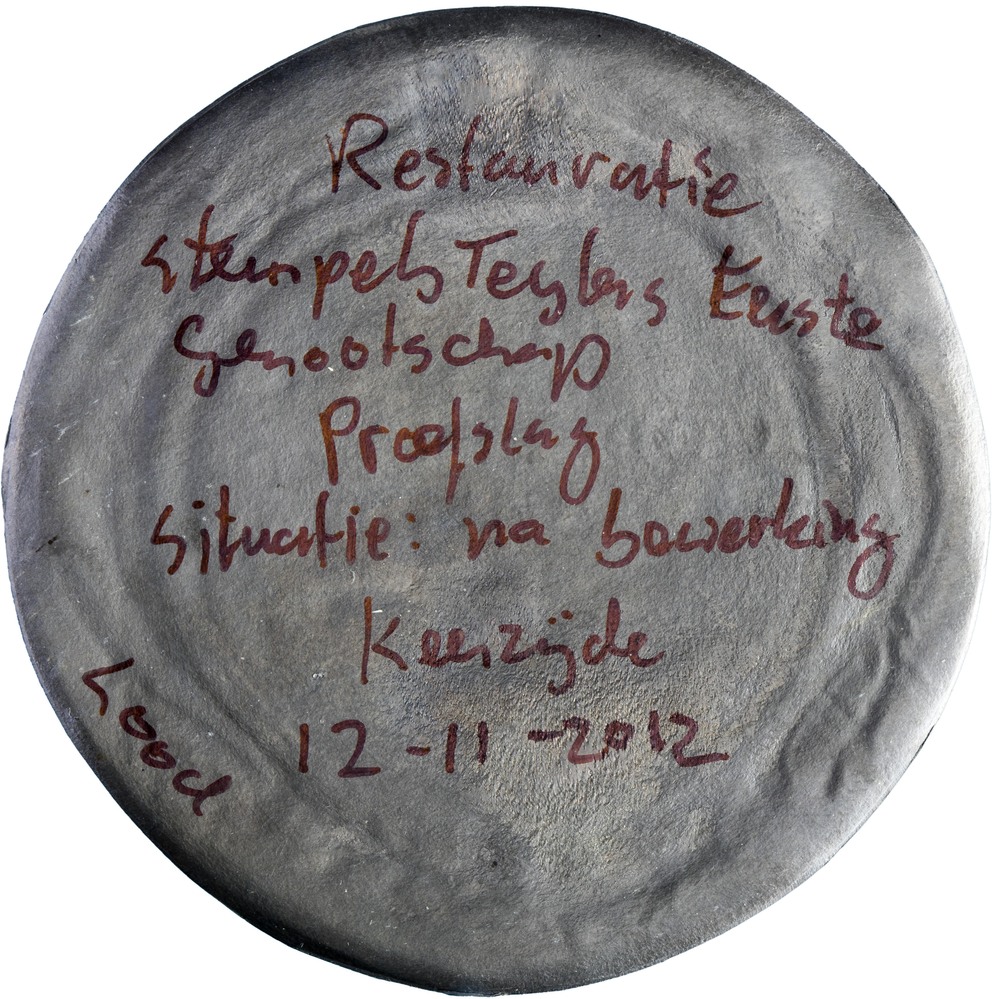 Restauratie
stempels Teylers Eerste
Genootschap
Proefslag
situatie: na bewerking
Keerzijde
12-11-2012
Lood